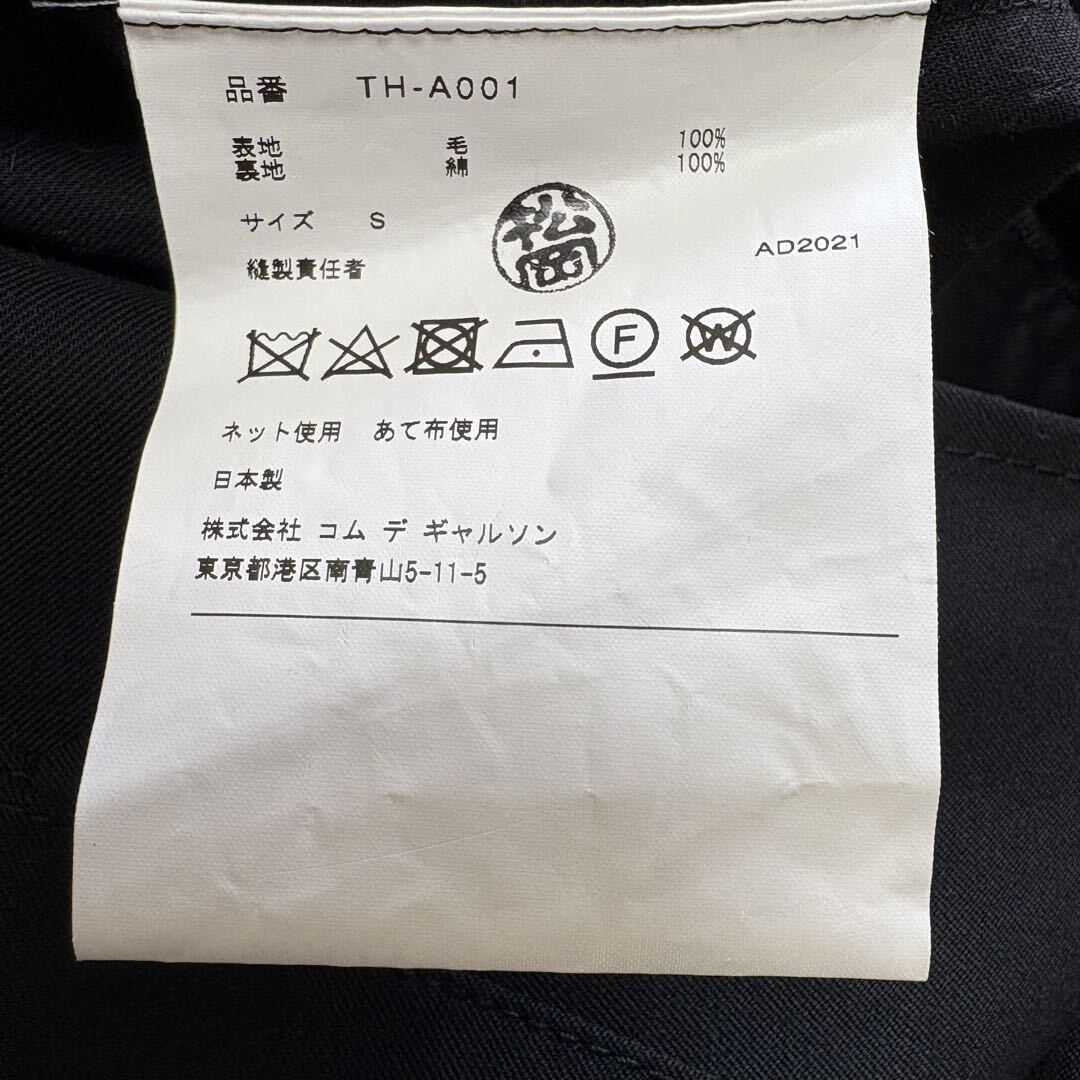 品番 TH-A001
表地 毛 100%
裏地 綿 100%
サイズ S
松岡
AD2021
縫製責任者
F W
ネット使用 あて布使用
日本製
株式会社 コム デ ギャルソン
東京都港区南青山5-11-5